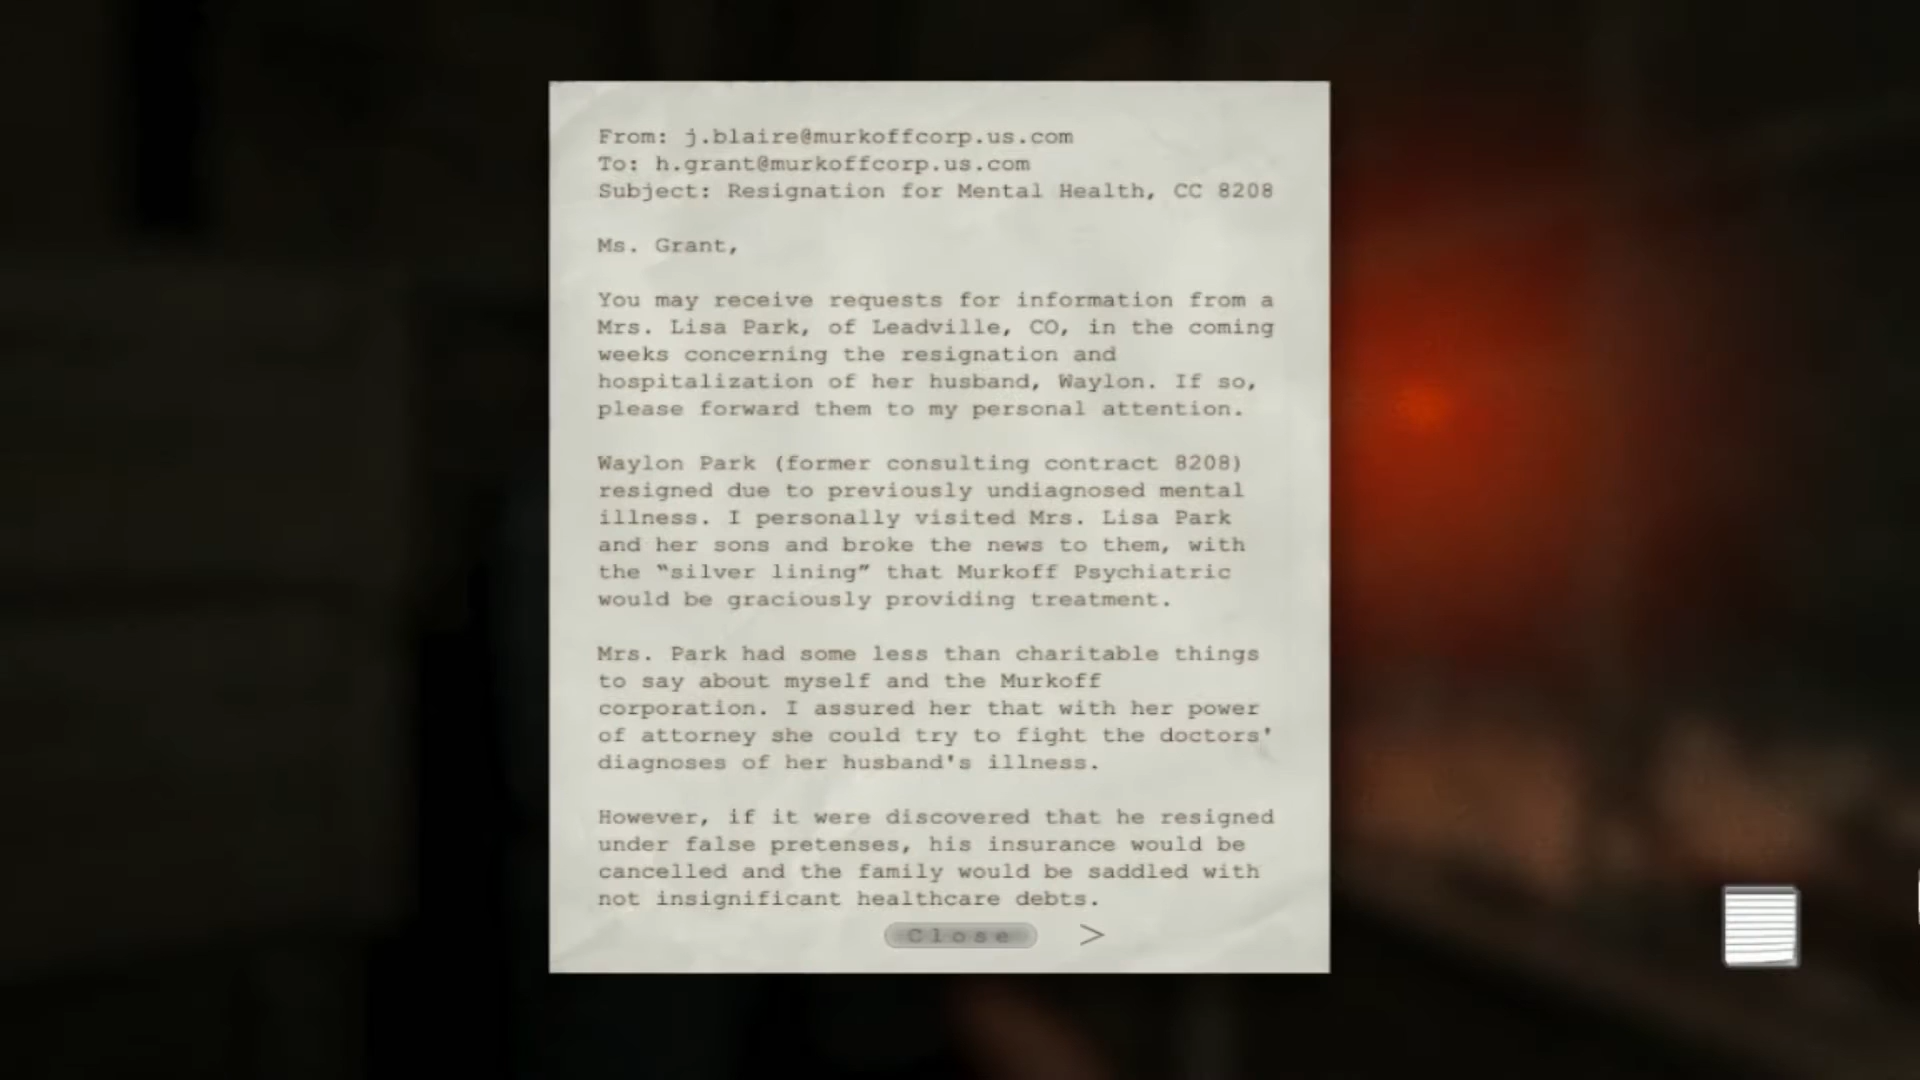 From: j.blaire@murkoffcorp.us.com
To: h.grant@murkoffcorp.us.com
Subject: Resignation for Mental Health, CC 8208
Ms. Grant,
You may receive requests for information from a
Mrs. Lisa Park, of Leadville, CO, in the coming
weeks concerning the resignation and
hospitalization of her husband, Waylon. If so,
please forward them to my personal attention.
Waylon Park (former consulting contract 8208)
resigned due to previously undiagnosed mental
illness. I personally visited Mrs. Lisa Park
and her sons and broke the news to them, with
the “silver lining” that Murkoff Psychiatric
would be graciously providing treatment.
Mrs. Park had some less than charitable things
to say about myself and the Murkoff
corporation. I assured her that with her power
of attorney she could try to fight the doctors'
diagnoses of her husband's illness.
However, if it were discovered that he resigned
under false pretenses, his insurance would be
cancelled and the family would be saddled with
not insignificant healthcare debts.
Close >